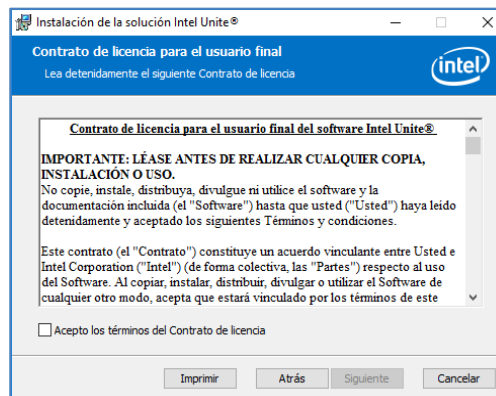 Instalación de la solución Intel Unite®
Contrato de licencia para el usuario final
Lea detenidamente el siguiente Contrato de licencia
intel
Contrato de licencia para el usuario final del software Intel Unite®
IMPORTANTE: LÉASE ANTES DE REALIZAR CUALQUIER COPIA,
INSTALACIÓN O USO.
No copie, instale, distribuya, divulgue ni utilice el software y la
documentación incluida (el "Software") hasta que usted ("Usted") haya leído
detenidamente y aceptado los siguientes Términos y condiciones.
Este contrato (el "Contrato") constituye un acuerdo vinculante entre Usted e
Intel Corporation ("Intel") (de forma colectiva, las "Partes") respecto al uso
del Software. Al copiar, instalar, distribuir, divulgar o utilizar el Software de
cualquier otro modo, acepta que estará vinculado por los términos de este
Acepto los términos del Contrato de licencia
Imprimir Atrás Siguiente Cancelar